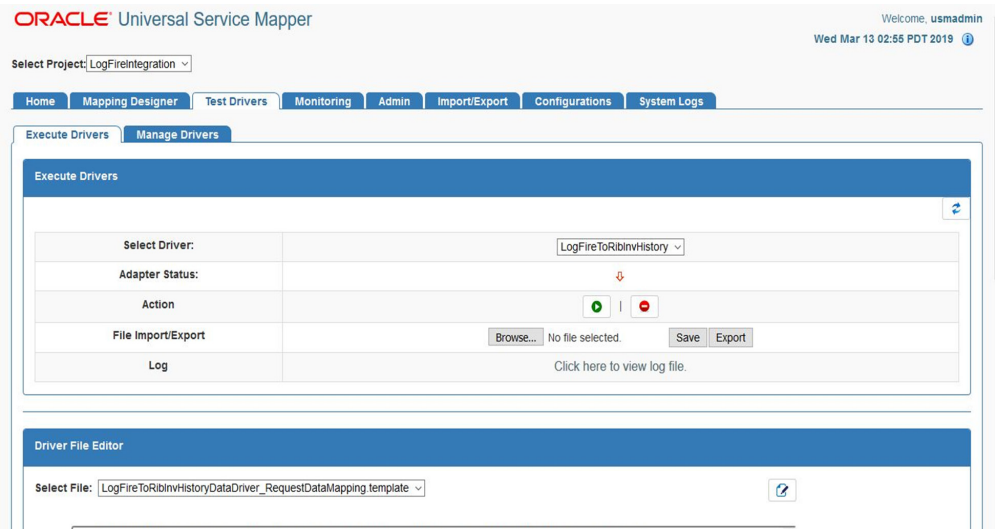 ORACLE® Universal Service Mapper
Welcome, usmadmin
Wed Mar 13 02:55 PDT 2019
Select Project: LogFireIntegration
Home Mapping Designer Test Drivers Monitoring Admin Import/Export Configurations System Logs
Execute Drivers Manage Drivers
Execute Drivers
Select Driver: LogFireToRibInvHistory
Adapter Status:
Action |
File Import/Export Browse... No file selected. Save Export
Log Click here to view log file.
Driver File Editor
Select File: LogFireToRibInvHistoryDataDriver_RequestDataMapping.template